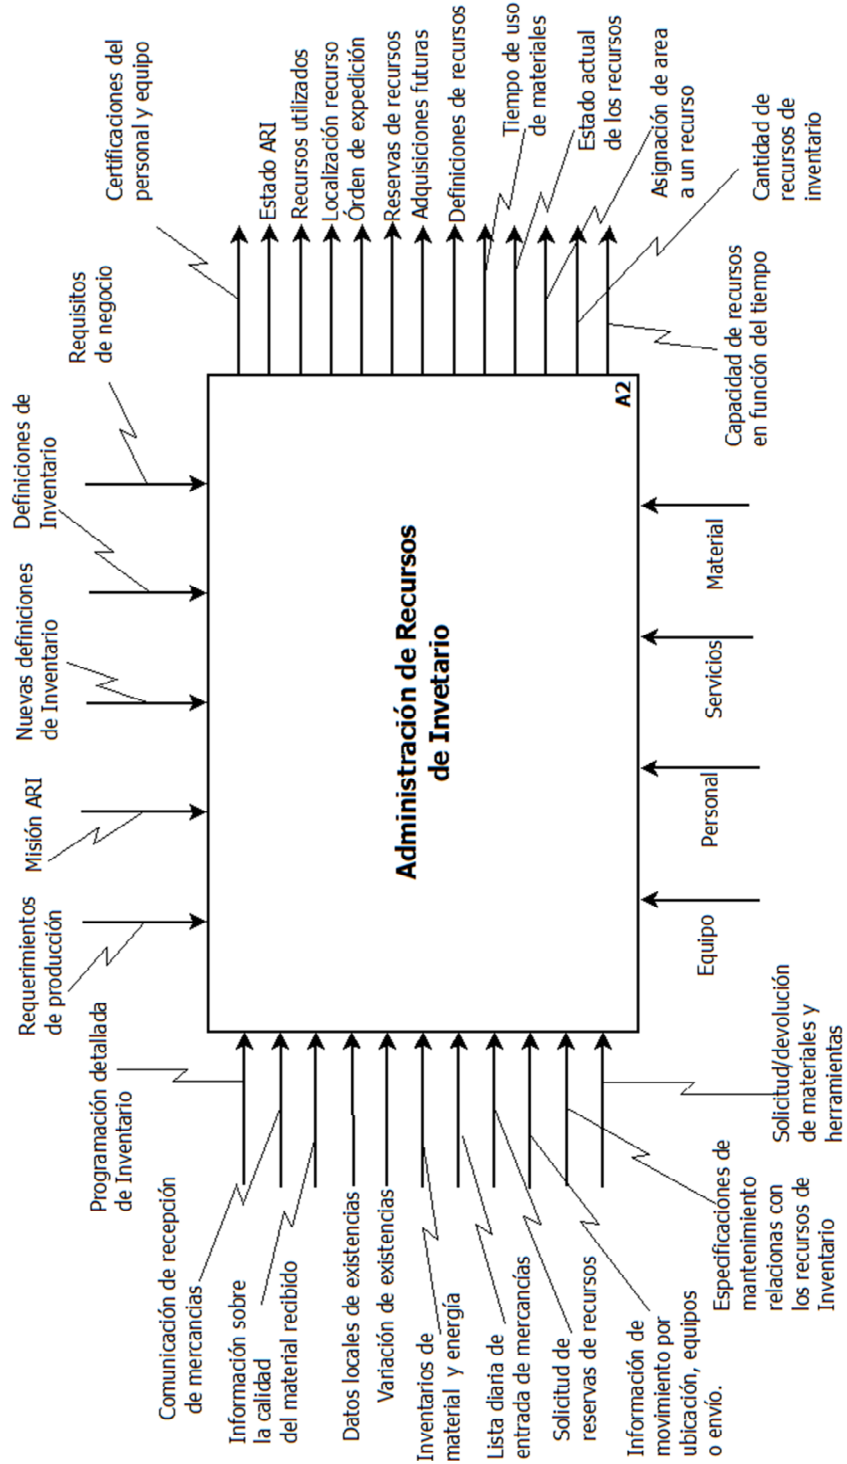 Requerimientos
de producción
Misión ARI
Nuevas definiciones
de Inventario
Definiciones de
Inventario
Requisitos
de negocio
Programación detallada
de Inventario
Comunicación de recepción
de mercancias
Información sobre
la calidad
del material recibido
Datos locales de existencias
Variación de existencias
Inventarios de
material y energía
Lista diaria de
entrada de mercancías
Solicitud de
reservas de recursos
Información de
movimiento por
ubicación, equipos
o envío.
Especificaciones de
mantenimiento
relacionas con
los recursos de
Inventario
Solicitud/devolución
de materiales y
herramientas
Administración de Recursos
de Invetario
A2
Certificaciones del
personal y equipo
Estado ARI
Recursos utilizados
Localización recurso
Órden de expedición
Reservas de recursos
Adquisiciones futuras
Definiciones de recursos
Tiempo de uso
de materiales
Estado actual
de los recursos
Asignación de area
a un recurso
Cantidad de
recursos de
inventario
Capacidad de recursos
en función del tiempo
Equipo
Personal
Servicios
Material